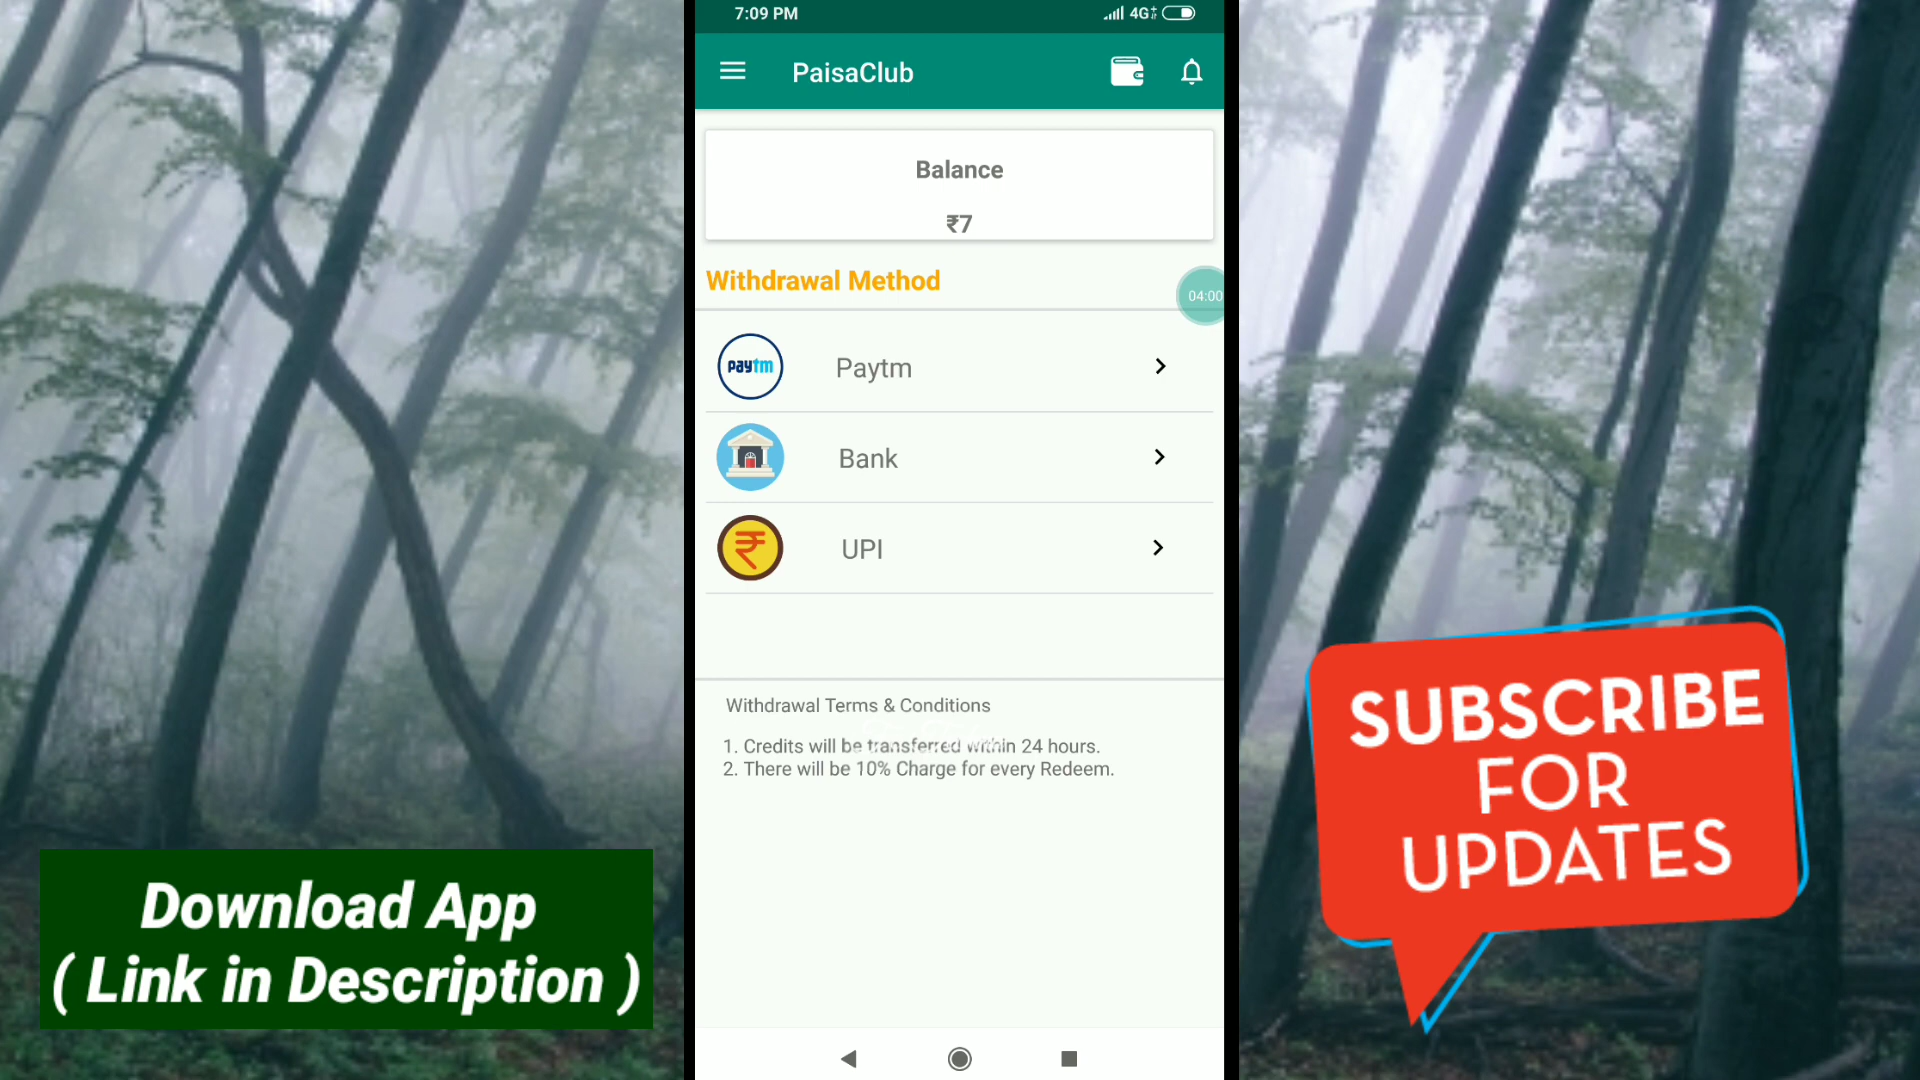 7:09 PM
4G+
PaisaClub
Balance
₹7
Withdrawal Method
04:00
paytm
Paytm
Bank
₹
UPI
Withdrawal Terms & Conditions
1. Credits will be transferred within 24 hours.
2. There will be 10% Charge for every Redeem.
Download App
( Link in Description )
SUBSCRIBE
FOR
UPDATES